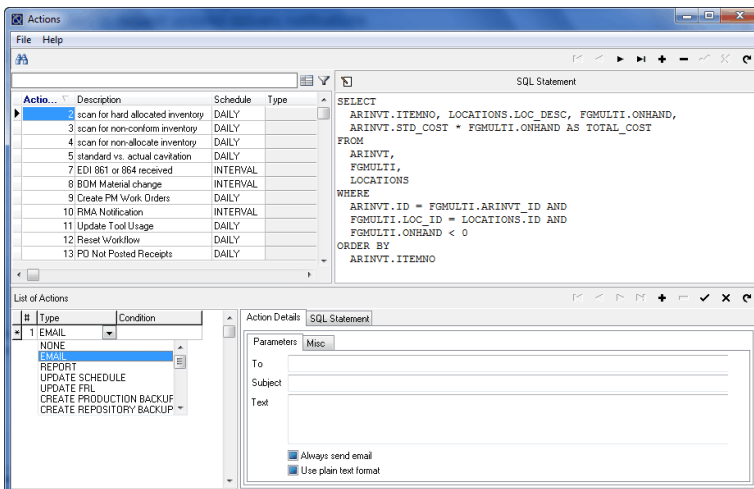 Actions
File Help
SQL Statement
Actio... Description Schedule Type
2 scan for hard allocated inventory DAILY
3 scan for non-conform inventory DAILY
4 scan for non-allocate inventory DAILY
5 standard vs. actual cavitation DAILY
7 EDI 861 or 864 received INTERVAL
8 BOM Material change INTERVAL
9 Create PM Work Orders DAILY
10 RMA Notification INTERVAL
11 Update Tool Usage DAILY
12 Reset Workflow DAILY
13 PO Not Posted Receipts DAILY
SELECT
ARINVT.ITEMNO, LOCATIONS.LOC_DESC, FGMULTI.ONHAND,
ARINVT.STD_COST * FGMULTI.ONHAND AS TOTAL_COST
FROM
ARINVT,
FGMULTI,
LOCATIONS
WHERE
ARINVT.ID = FGMULTI.ARINVT_ID AND
FGMULTI.LOC_ID = LOCATIONS.ID AND
FGMULTI.ONHAND < 0
ORDER BY
ARINVT.ITEMNO
List of Actions
# Type Condition
* 1 EMAIL
NONE
EMAIL
REPORT
UPDATE SCHEDULE
UPDATE FRL
CREATE PRODUCTION BACKUP
CREATE REPOSITORY BACKUP
Action Details SQL Statement
Parameters Misc
To
Subject
Text
Always send email
Use plain text format